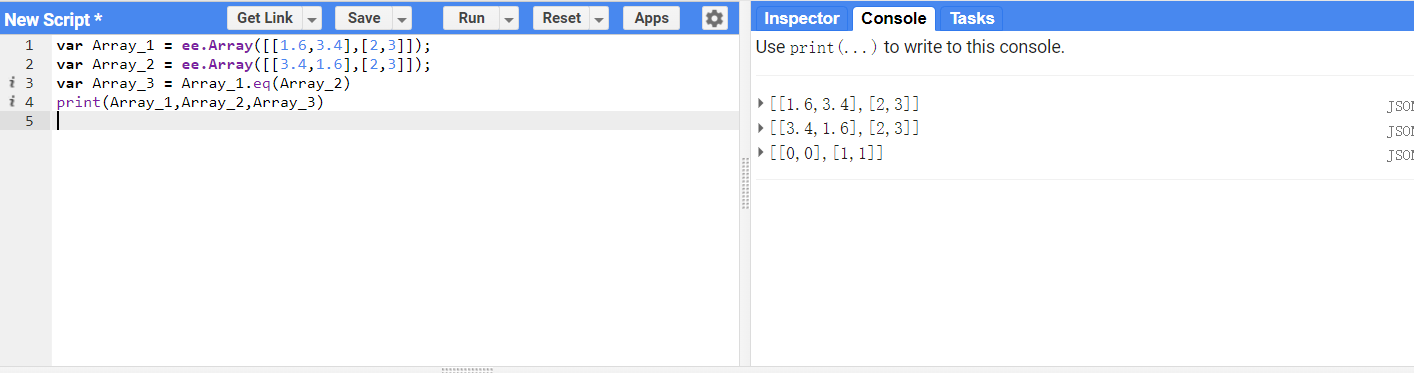 New Script * Get Link Save Run Reset Apps
1 var Array_1 = ee.Array([[1.6,3.4],[2,3]]);
2 var Array_2 = ee.Array([[3.4,1.6],[2,3]]);
i 3 var Array_3 = Array_1.eq(Array_2)
i 4 print(Array_1,Array_2,Array_3)
5
Inspector Console Tasks
Use print(...) to write to this console.
[[1.6,3.4],[2,3]] JSON
[[3.4,1.6],[2,3]] JSON
[[0,0],[1,1]] JSON